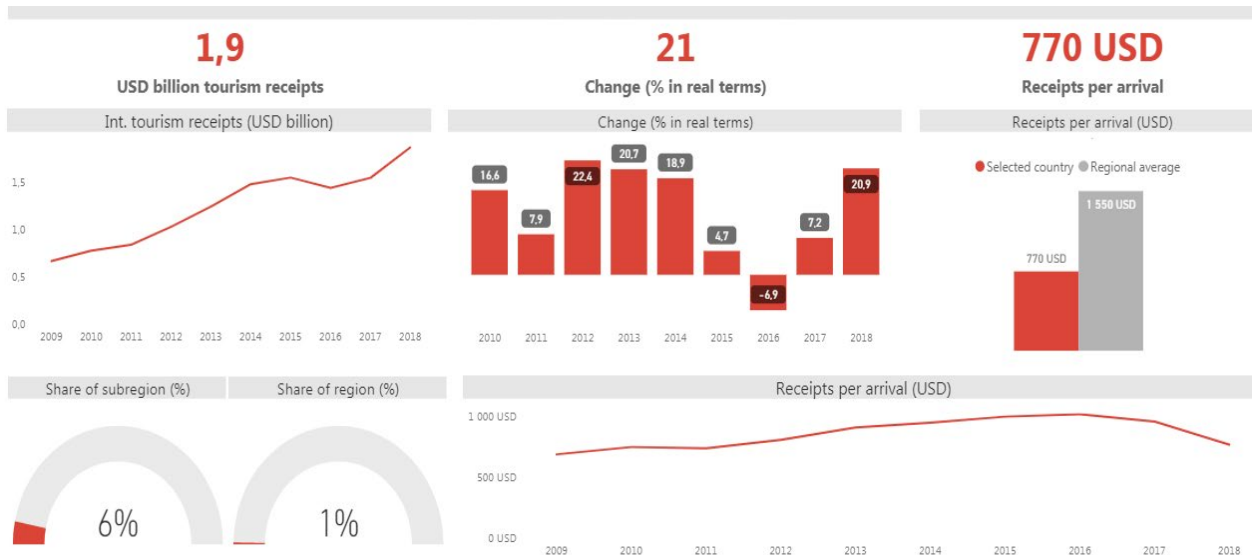 1,9
USD billion tourism receipts
21
Change (% in real terms)
770 USD
Receipts per arrival
Int. tourism receipts (USD billion)
1,5
1,0
0,5
0,0
2009 2010 2011 2012 2013 2014 2015 2016 2017 2018
Change (% in real terms)
16,6
7,9
22,4
20,7
18,9
4,7
-6,9
7,2
20,9
2010 2011 2012 2013 2014 2015 2016 2017 2018
Receipts per arrival (USD)
Selected country Regional average
1 550 USD
770 USD
Share of subregion (%)
6%
Share of region (%)
1%
Receipts per arrival (USD)
1 000 USD
500 USD
0 USD
2009 2010 2011 2012 2013 2014 2015 2016 2017 2018